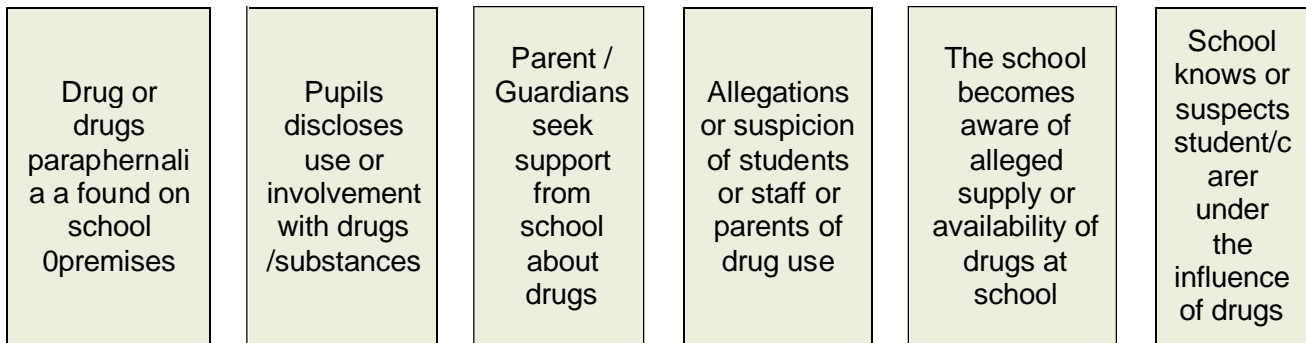 Drug or
drugs
paraphernali
a a found on
school
0premises
Pupils
discloses
use or
involvement
with drugs
/substances
Parent /
Guardians
seek
support
from
school
about
drugs
Allegations
or suspicion
of students
or staff or
parents of
drug use
The school
becomes
aware of
alleged
supply or
availability of
drugs at
school
School
knows or
suspects
student/c
arer
under
the
influence
of drugs